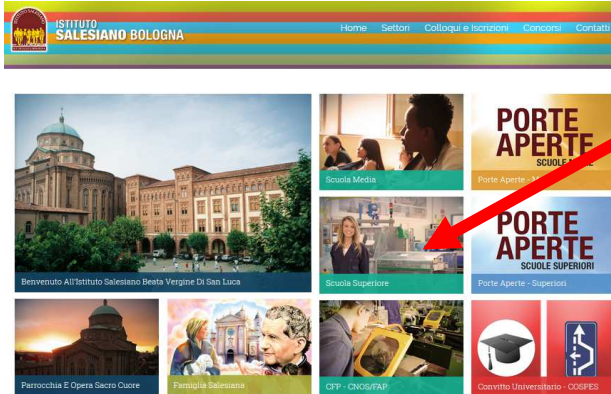 ISTITUTO
SALESIANO BOLOGNA
Home Settori Colloqui e Iscrizioni Concorsi Contatti
Benvenuto All'Istituto Salesiano Beata Vergine Di San Luca
Scuola Media
PORTE
APERTE
Porte Aperte -
Scuola Superiore
PORTE
APERTE
SCUOLE SUPERIORI
Porte Aperte - Superiori
Parrocchia E Opera Sacro Cuore
Famiglia Salesiana
CFP - CNOS/FAP
Convitto Universitario - COSPES